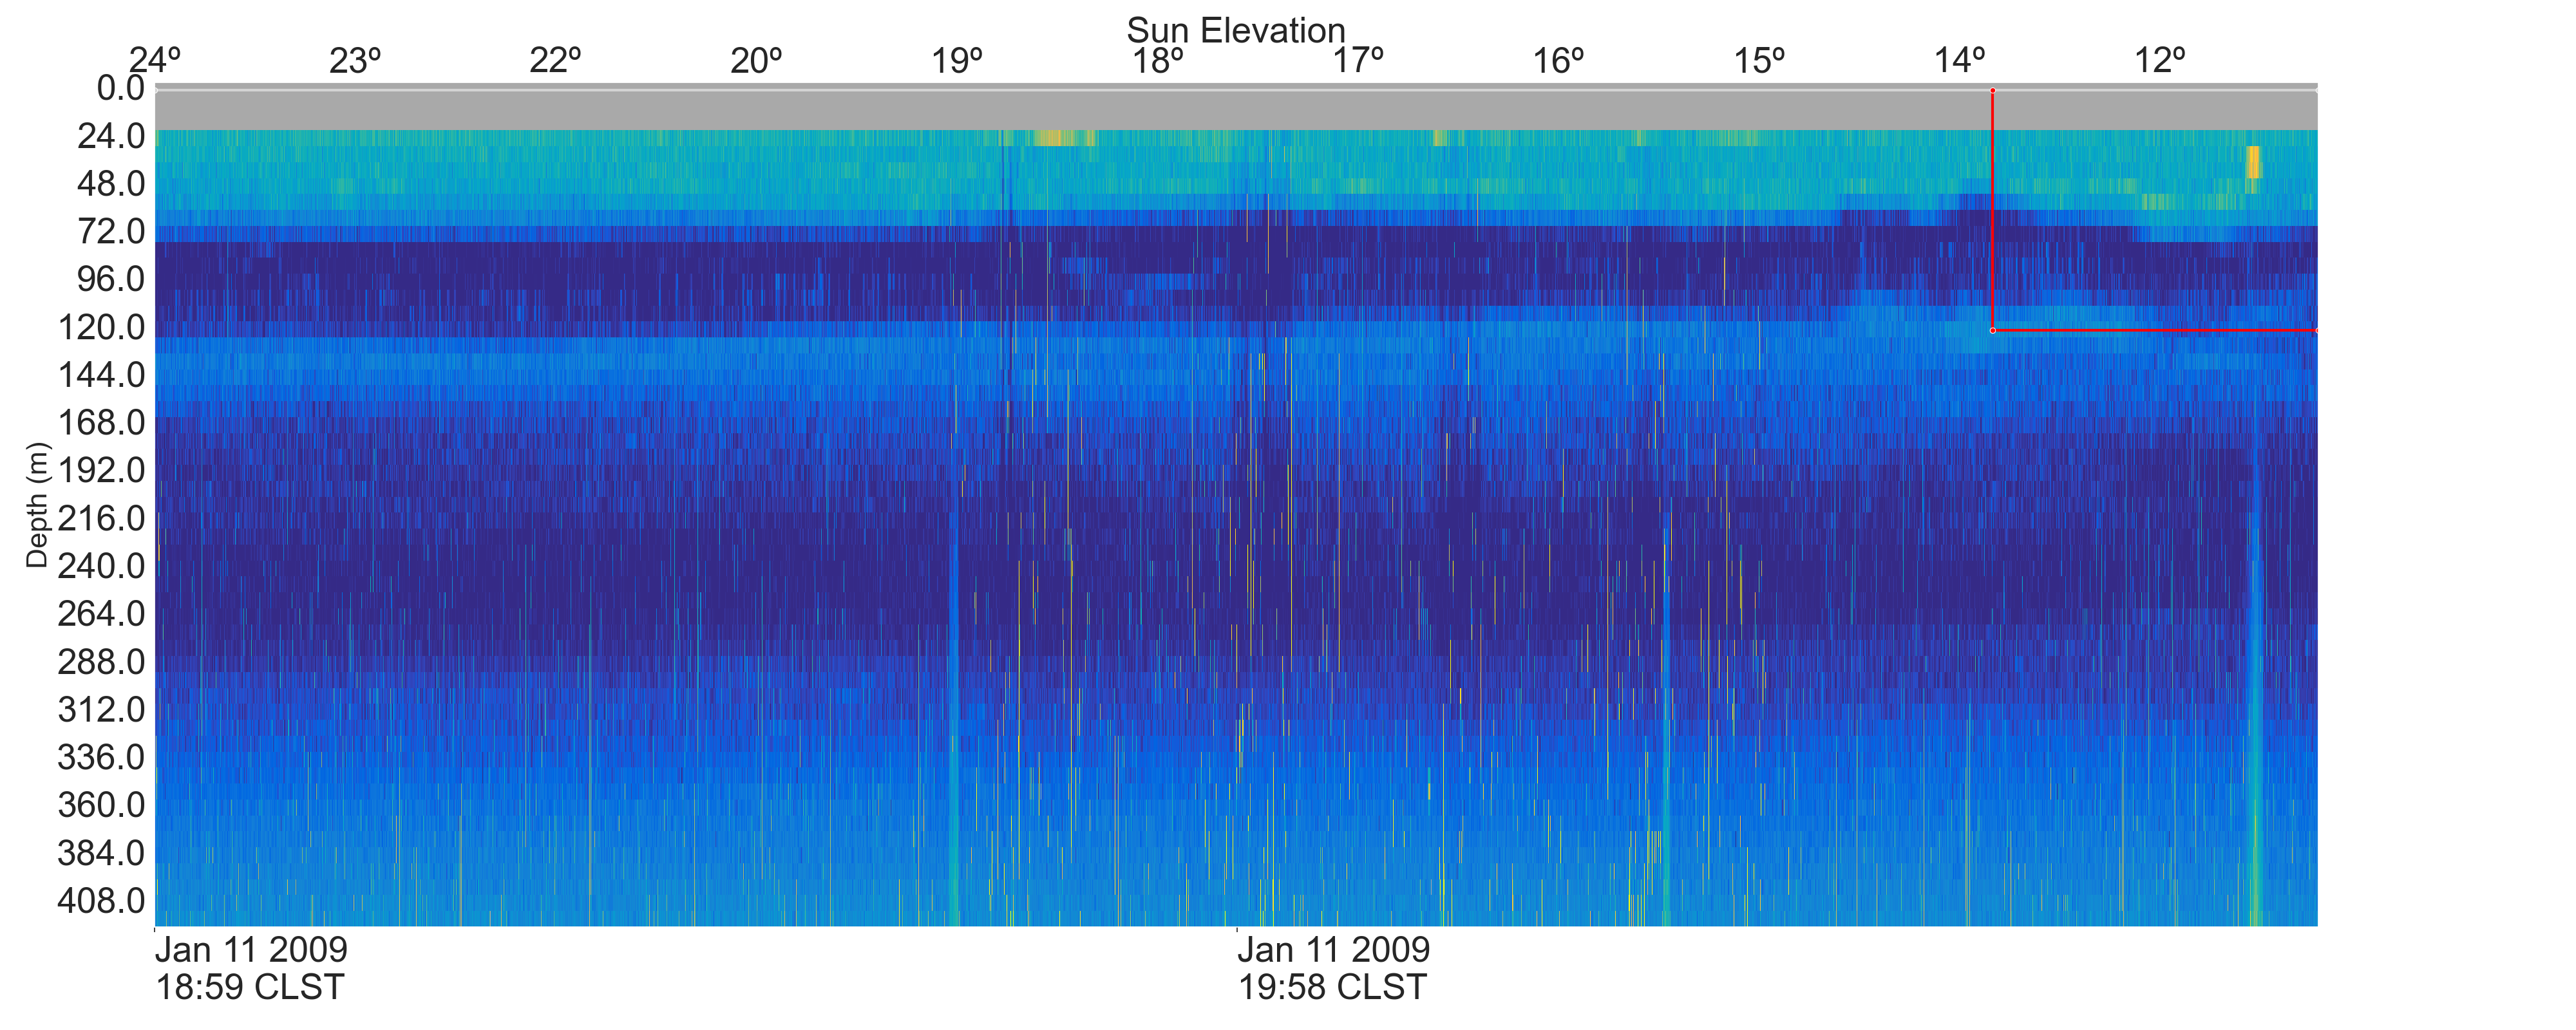 Sun Elevation
24º 23º 22º 20º 19º 18º 17º 16º 15º 14º 12º
0.0
24.0
48.0
72.0
96.0
120.0
144.0
168.0
192.0
216.0
240.0
264.0
288.0
312.0
336.0
360.0
384.0
408.0
Depth (m)
Jan 11 2009
18:59 CLST
Jan 11 2009
19:58 CLST